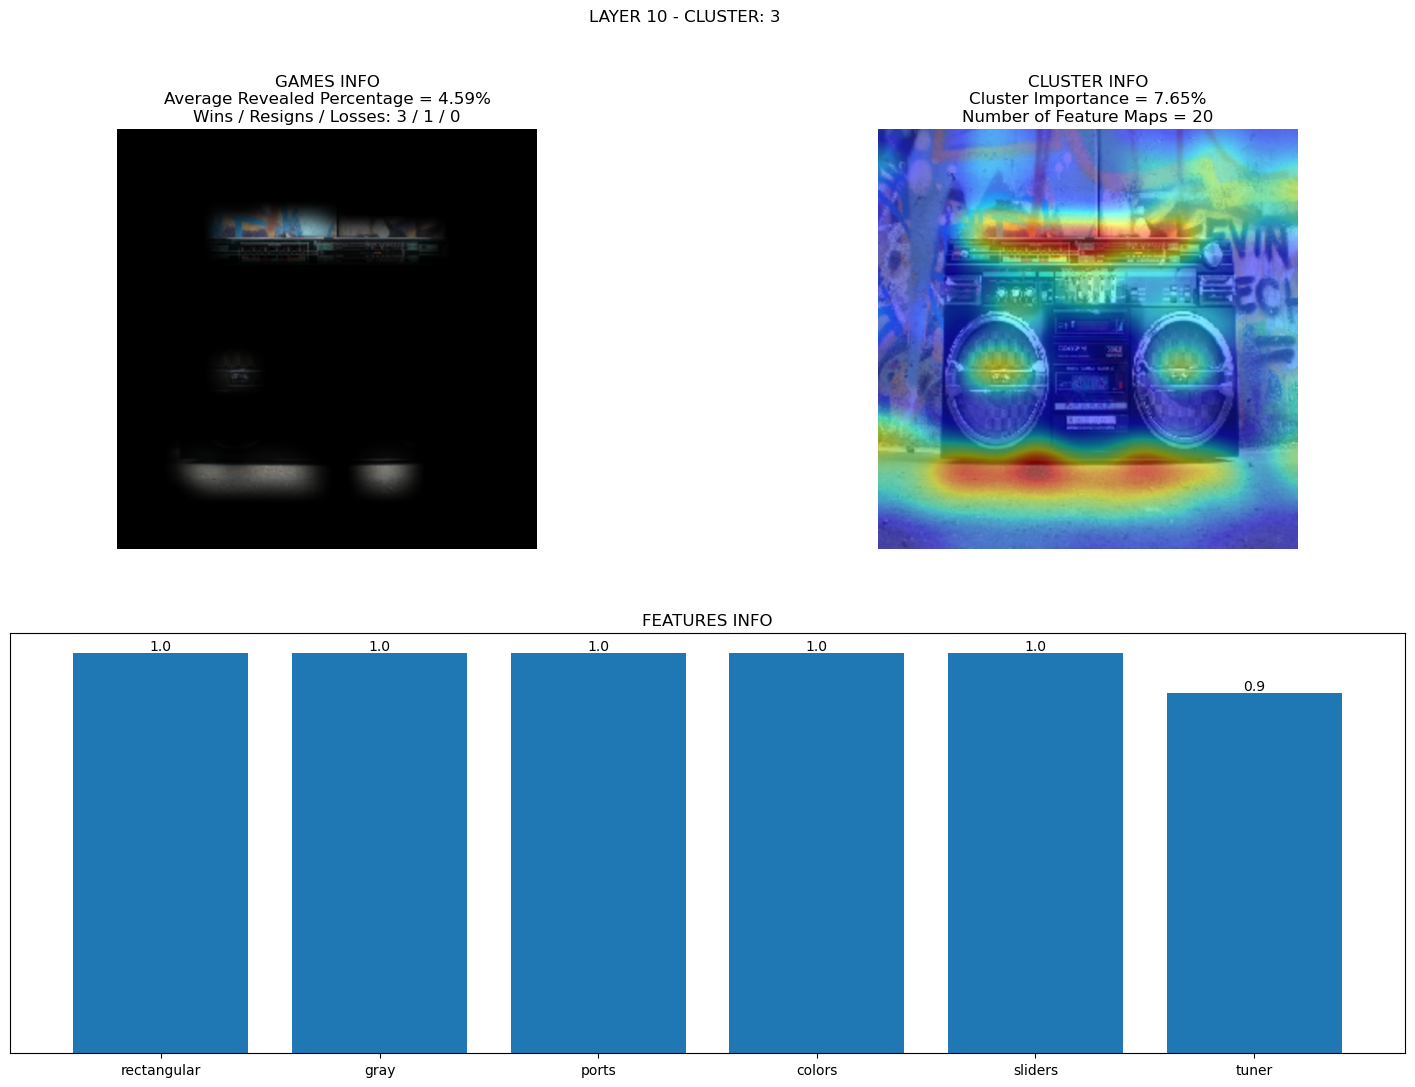 LAYER 10 - CLUSTER: 3
GAMES INFO
Average Revealed Percentage = 4.59%
Wins / Resigns / Losses: 3 / 1 / 0
CLUSTER INFO
Cluster Importance = 7.65%
Number of Feature Maps = 20
EVIN
ECH
FEATURES INFO
1.0
1.0
1.0
1.0
1.0
0.9
rectangular
gray
ports
colors
sliders
tuner